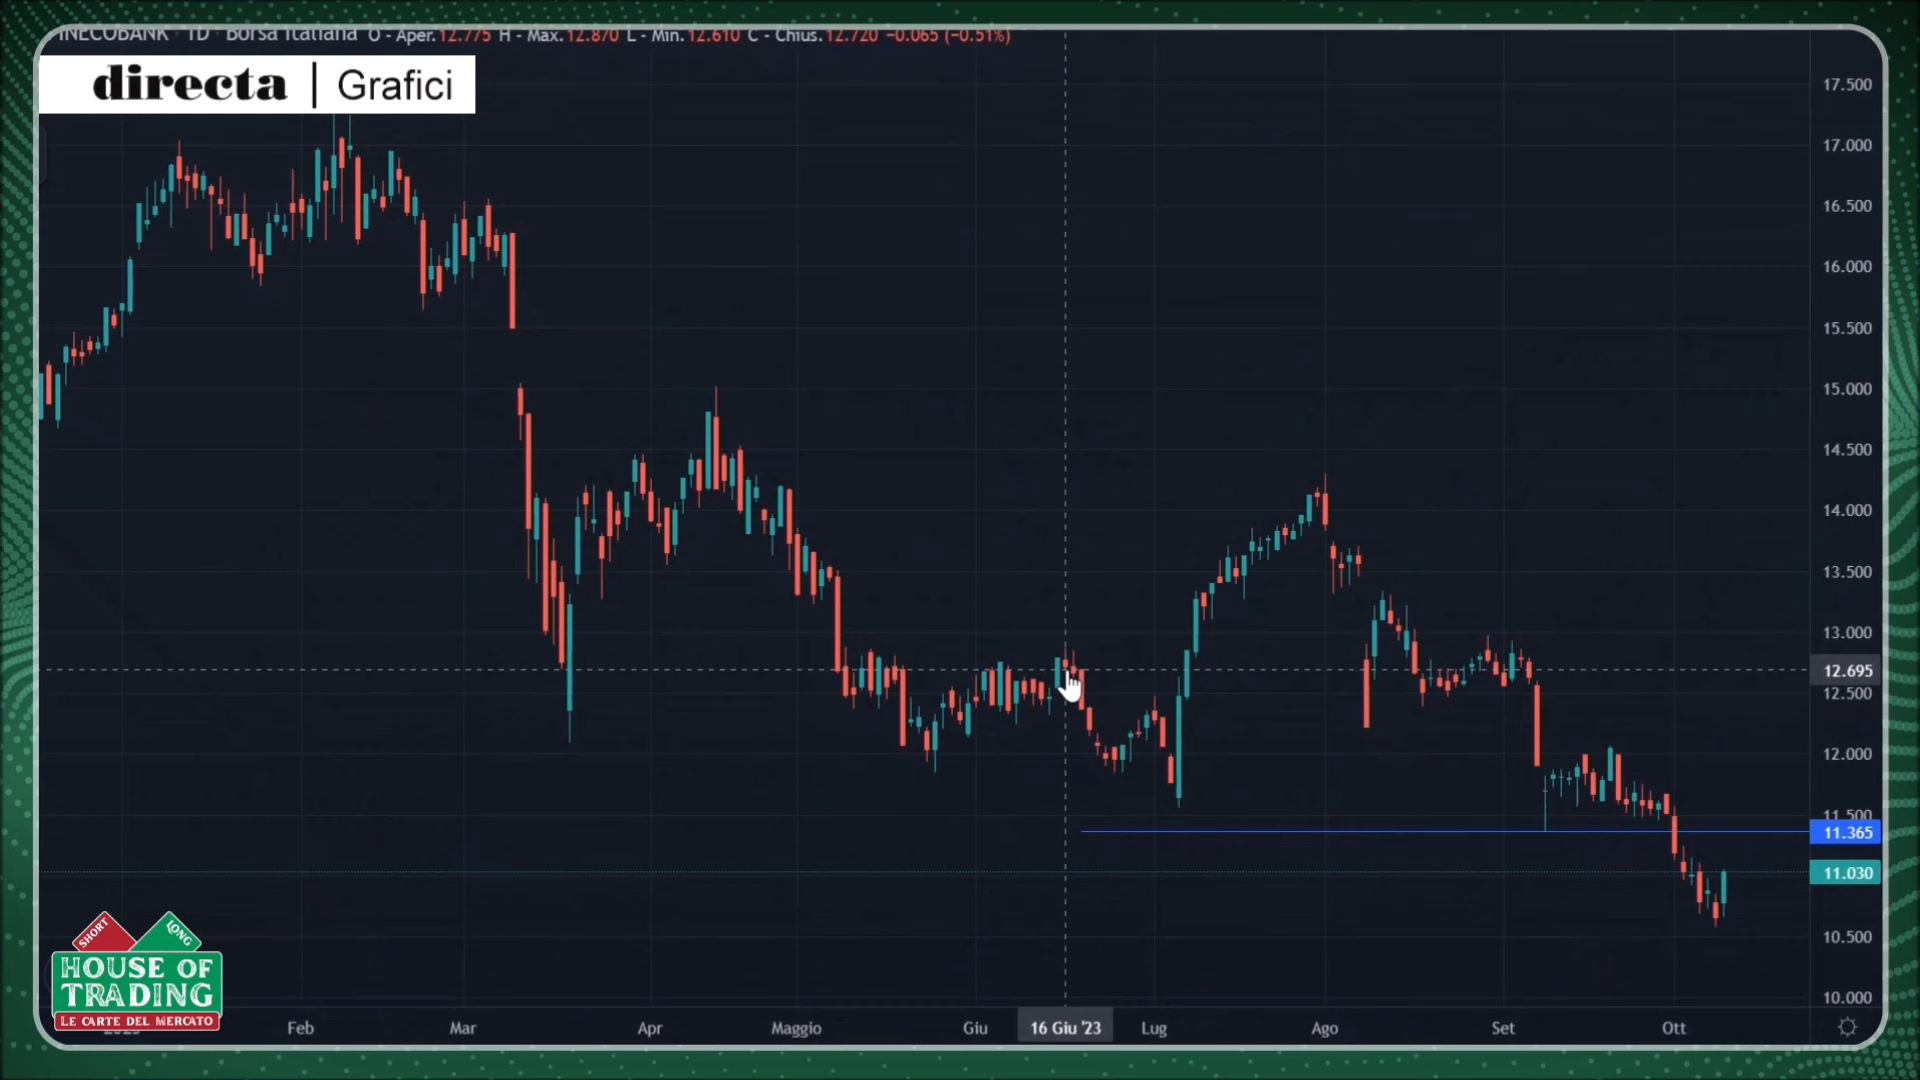 INECOBANK · 1D · Borsa Italiana O - Aper.12.775 H - Max.12.870 L - Min.12.610 C - Chius.12.720 −0.065 (−0.51%)
directa | Grafici
17.500
17.000
16.500
16.000
15.500
15.000
14.500
14.000
13.500
13.000
12.695
12.500
12.000
11.500
11.365
11.030
10.500
10.000
SHORT LONG
HOUSE OF
TRADING
LE CARTE DEL MERCATO
Feb Mar Apr Maggio Giu 16 Giu '23 Lug Ago Set Ott